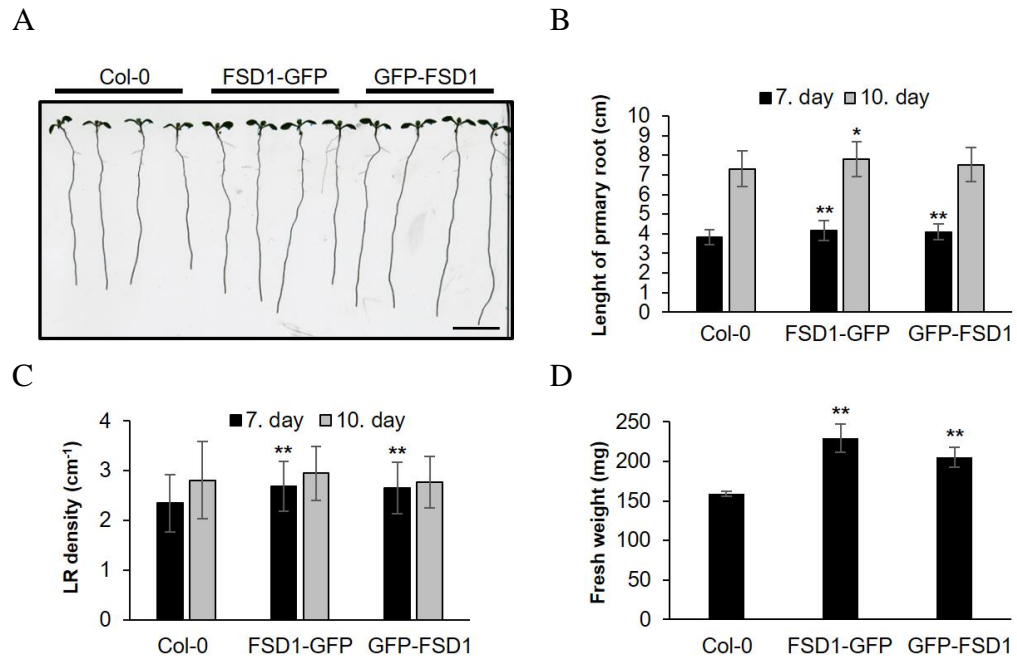 A
Col-0 FSD1-GFP GFP-FSD1
B
7. day 10. day
Lenght of prmary root (cm)
10
9
8
7
6
5
4
3
2
1
0
*
** **
Col-0 FSD1-GFP GFP-FSD1
C
7. day 10. day
LR density (cm-1)
4
3
2
1
0
** **
Col-0 FSD1-GFP GFP-FSD1
D
Fresh weight (mg)
250
200
150
100
50
0
** **
Col-0 FSD1-GFP GFP-FSD1